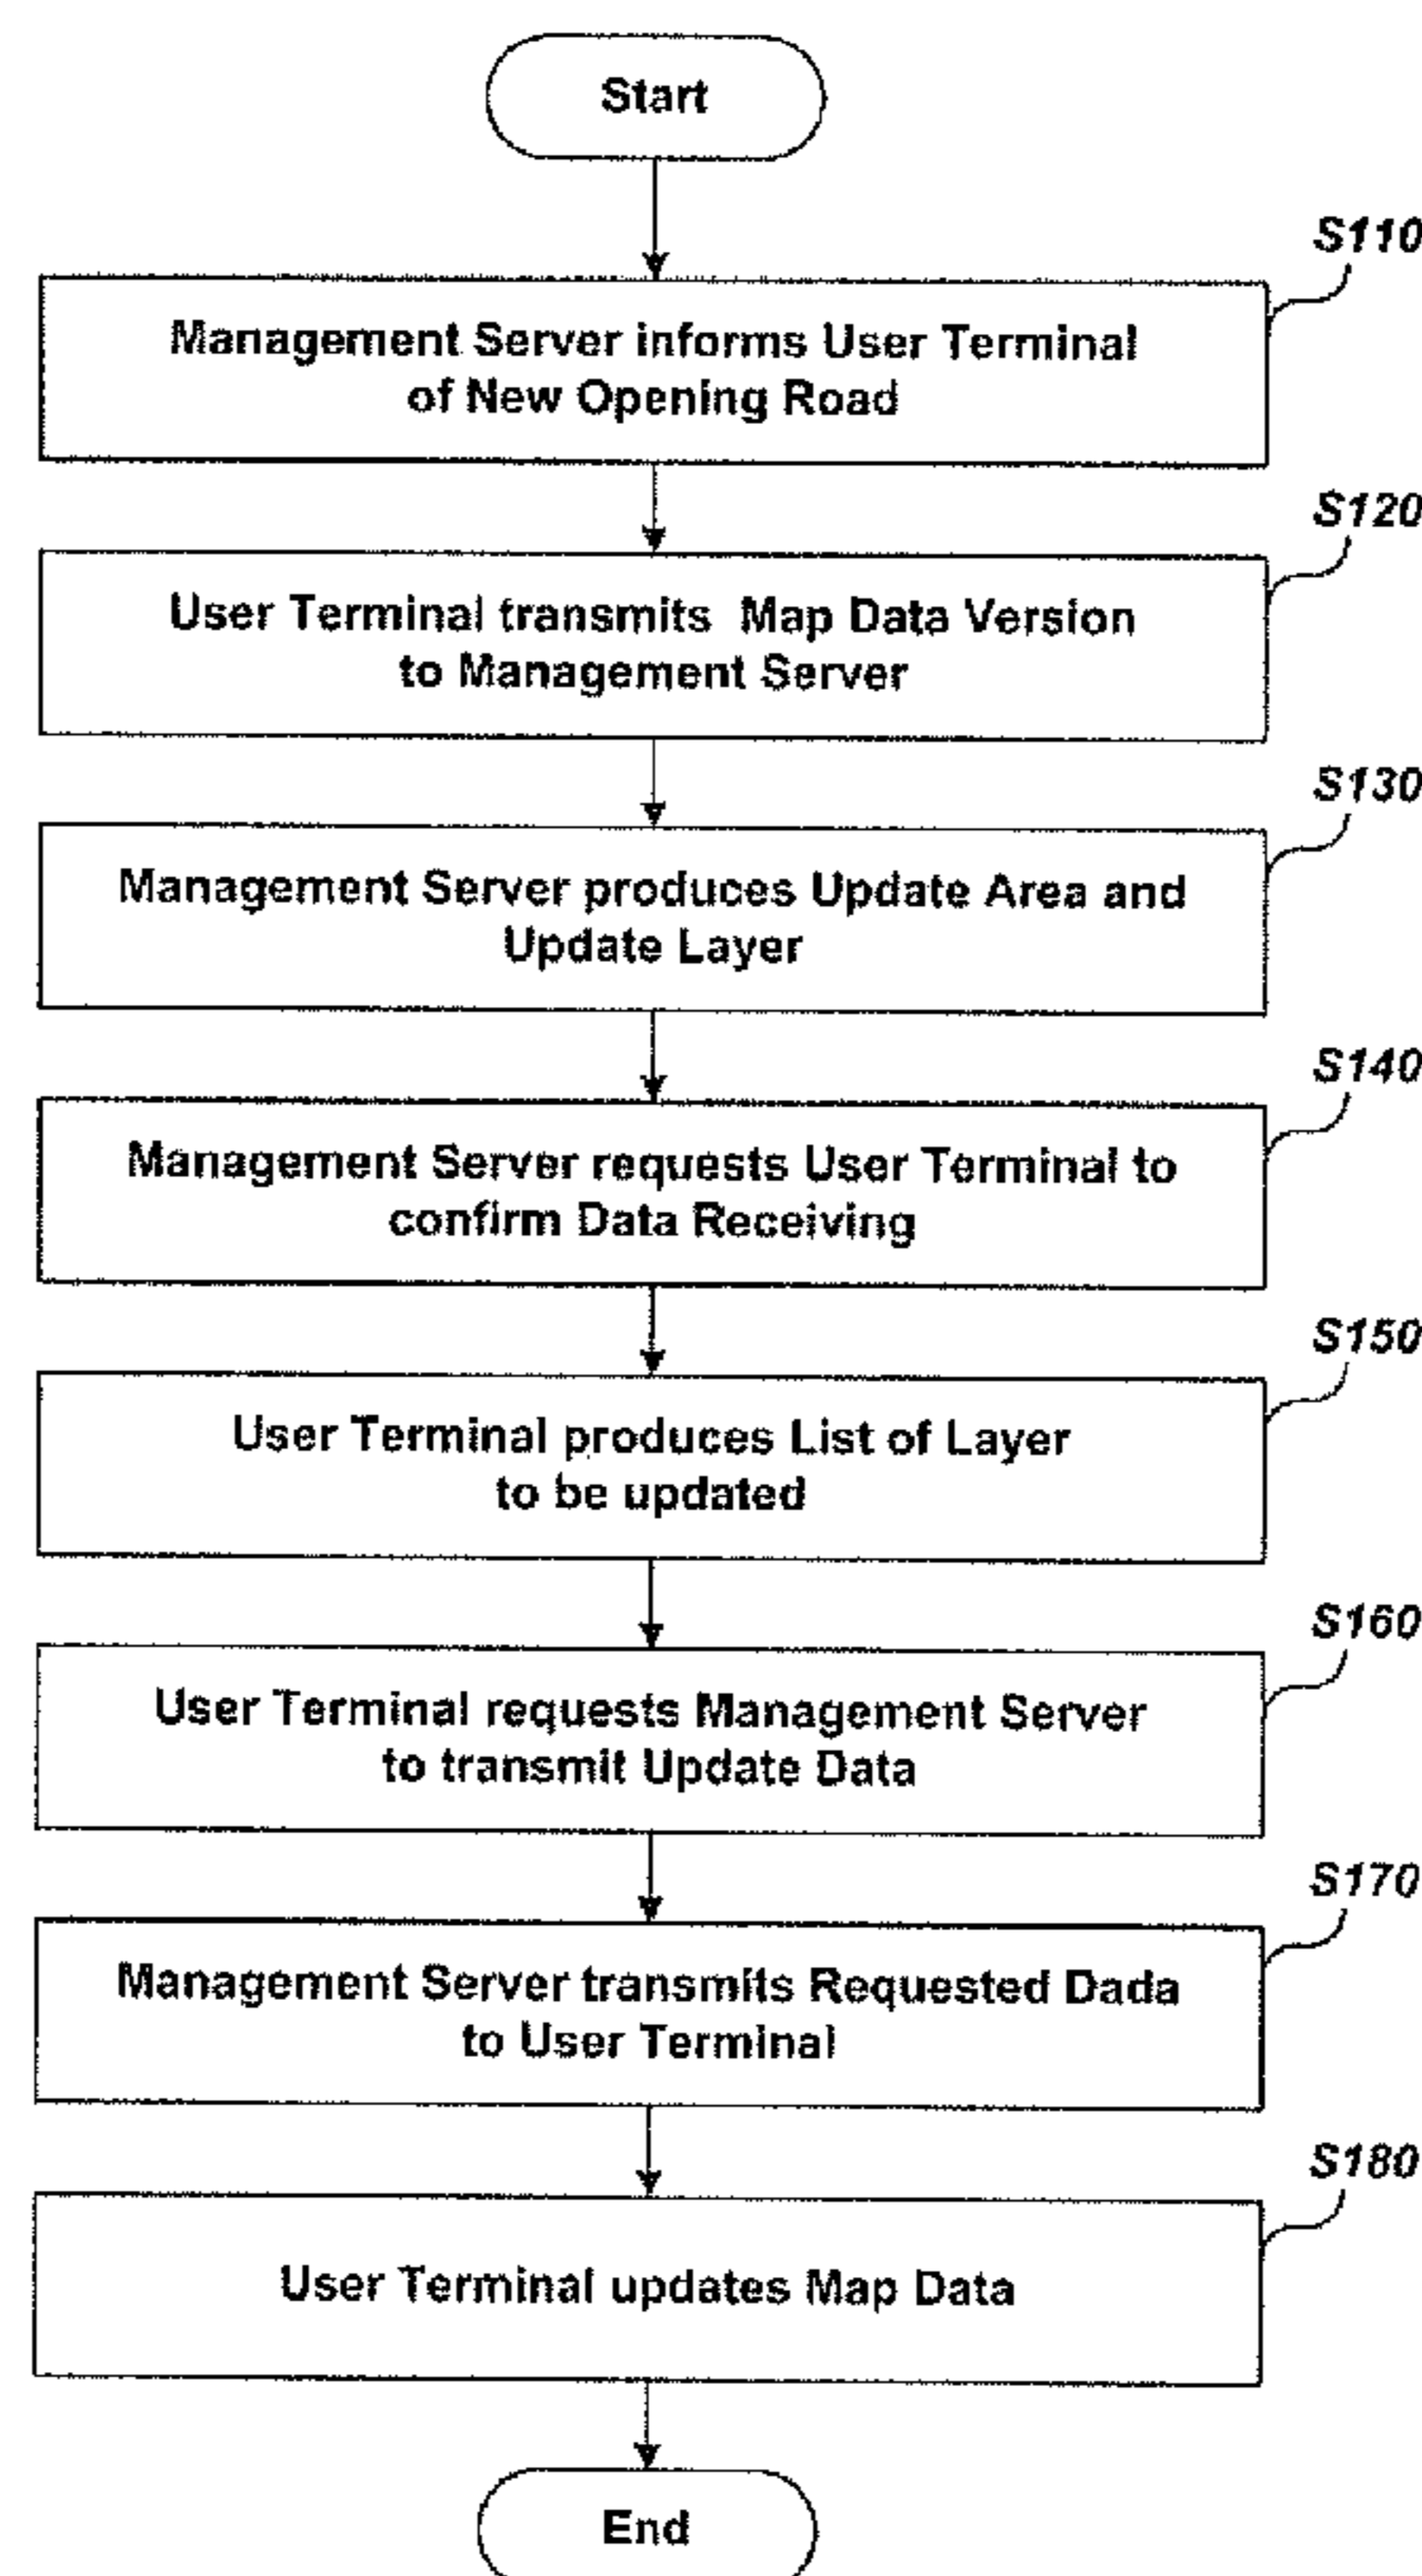 Start
S110
Management Server informs User Terminal
of New Opening Road
S120
User Terminal transmits Map Data Version
to Management Server
S130
Management Server produces Update Area and
Update Layer
S140
Management Server requests User Terminal to
confirm Data Receiving
S150
User Terminal produces List of Layer
to be updated
S160
User Terminal requests Management Server
to transmit Update Data
S170
Management Server transmits Requested Dada
to User Terminal
S180
User Terminal updates Map Data
End